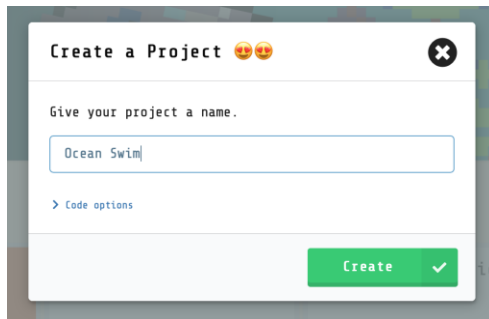 Create a Project 😍😍
Give your project a name.
Ocean Swim
Code options
Create